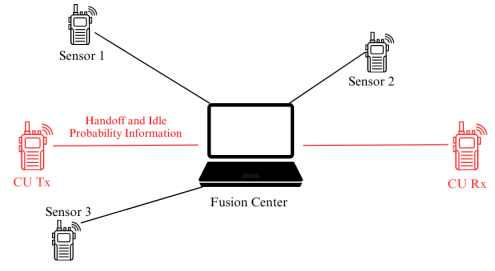 Sensor 1
Sensor 2
Handoff and Idle
Probability Information
CU Tx
CU Rx
Fusion Center
Sensor 3